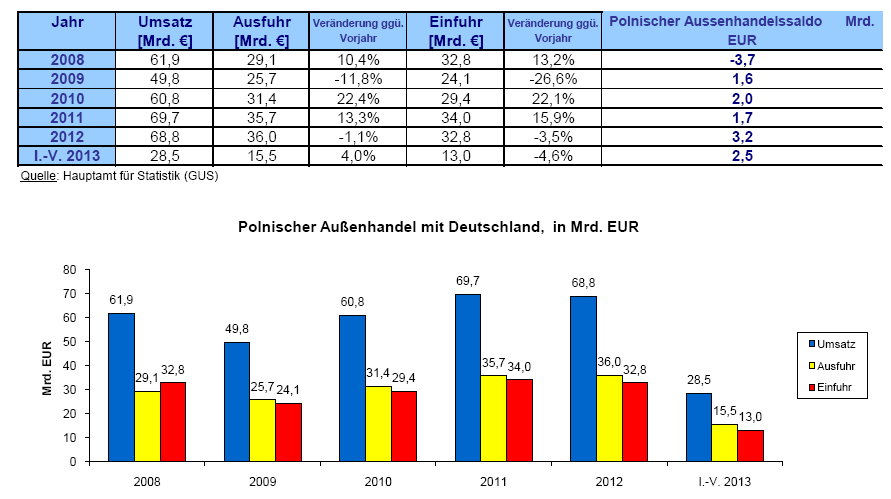 Jahr Umsatz [Mrd. €] Ausfuhr [Mrd. €] Veränderung ggü. Vorjahr Einfuhr [Mrd. €] Veränderung ggü. Vorjahr Polnischer Aussenhandelssaldo Mrd. EUR
2008 61,9 29,1 10,4% 32,8 13,2% -3,7
2009 49,8 25,7 -11,8% 24,1 -26,6% 1,6
2010 60,8 31,4 22,4% 29,4 22,1% 2,0
2011 69,7 35,7 13,3% 34,0 15,9% 1,7
2012 68,8 36,0 -1,1% 32,8 -3,5% 3,2
I.-V. 2013 28,5 15,5 4,0% 13,0 -4,6% 2,5
Quelle: Hauptamt für Statistik (GUS)
Polnischer Außenhandel mit Deutschland, in Mrd. EUR
Mrd. EUR
80
70
60
50
40
30
20
10
0
61,9 29,1 32,8
49,8 25,7 24,1
60,8 31,4 29,4
69,7 35,7 34,0
68,8 36,0 32,8
28,5 15,5 13,0
2008 2009 2010 2011 2012 I.-V. 2013
Umsatz
Ausfuhr
Einfuhr